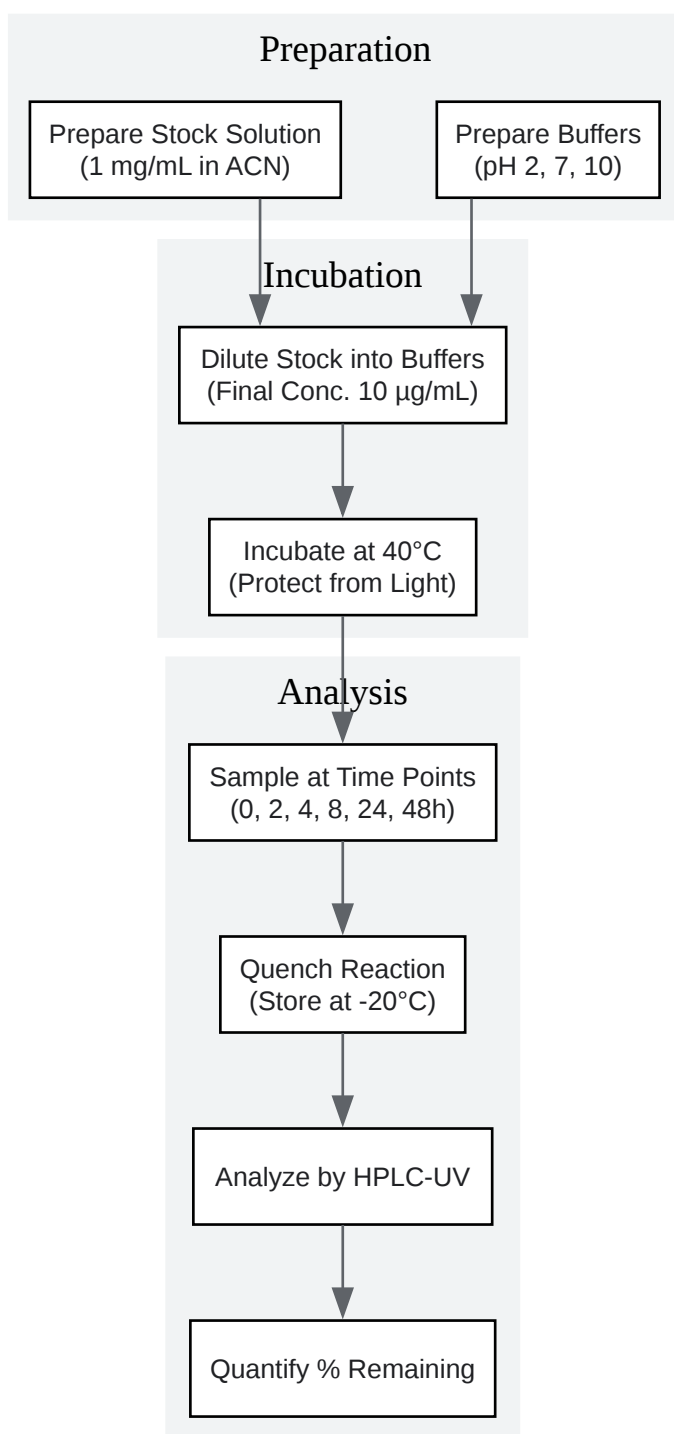 Preparation
Prepare Stock Solution
(1 mg/mL in ACN)
Prepare Buffers
(pH 2, 7, 10)
Incubation
Dilute Stock into Buffers
(Final Conc. 10 µg/mL)
Incubate at 40°C
(Protect from Light)
Analysis
Sample at Time Points
(0, 2, 4, 8, 24, 48h)
Quench Reaction
(Store at -20°C)
Analyze by HPLC-UV
Quantify % Remaining